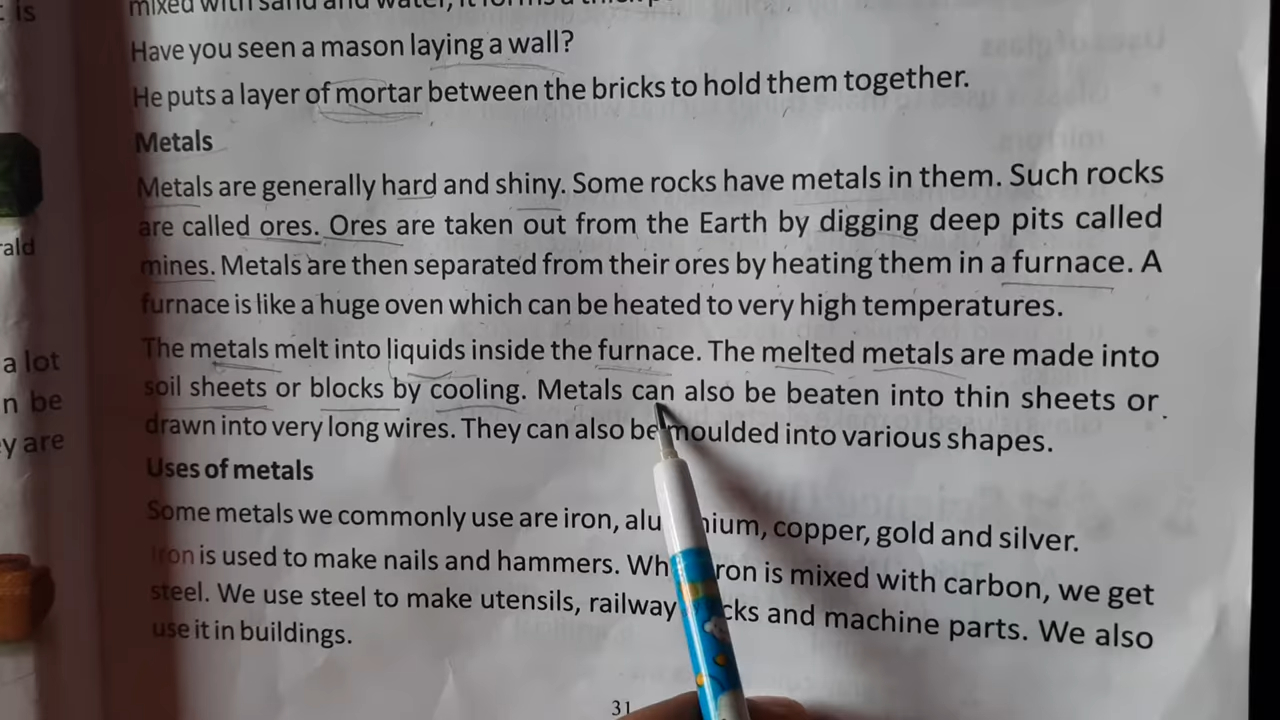 is
mixed with sand and water, it forms a
Have you seen a mason laying a wall?
He puts a layer of mortar between the bricks to hold them together.
Metals
Metals are generally hard and shiny. Some rocks have metals in them. Such rocks
are called ores. Ores are taken out from the Earth by digging deep pits called
mines. Metals are then separated from their ores by heating them in a furnace. A
furnace is like a huge oven which can be heated to very high temperatures.
The metals melt into liquids inside the furnace. The melted metals are made into
soil sheets or blocks by cooling. Metals can also be beaten into thin sheets or
drawn into very long wires. They can also be moulded into various shapes.
Uses of metals
Some metals we commonly use are iron, alu nium, copper, gold and silver.
Iron is used to make nails and hammers. Wh ron is mixed with carbon, we get
steel. We use steel to make utensils, railway cks and machine parts. We also
use it in buildings.
31
rald
a lot
n be
y are